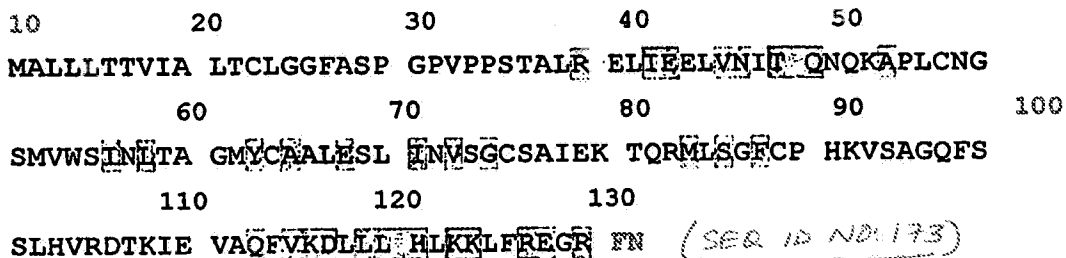 10 20 30 40 50
MALLLTTVIA LTCLGGFASP GPVPPSTALR ELIEELVNIT QNQKAPLCNG
60 70 80 90 100
SMVWSINLTA GMYCAALESL INVSGCSAIEK TQRMLSGFCP HKVSAGQFS
110 120 130
SLHVRDTKIE VAQFVKDLLL HLKKLFREGR FN (SEQ ID NO:173)